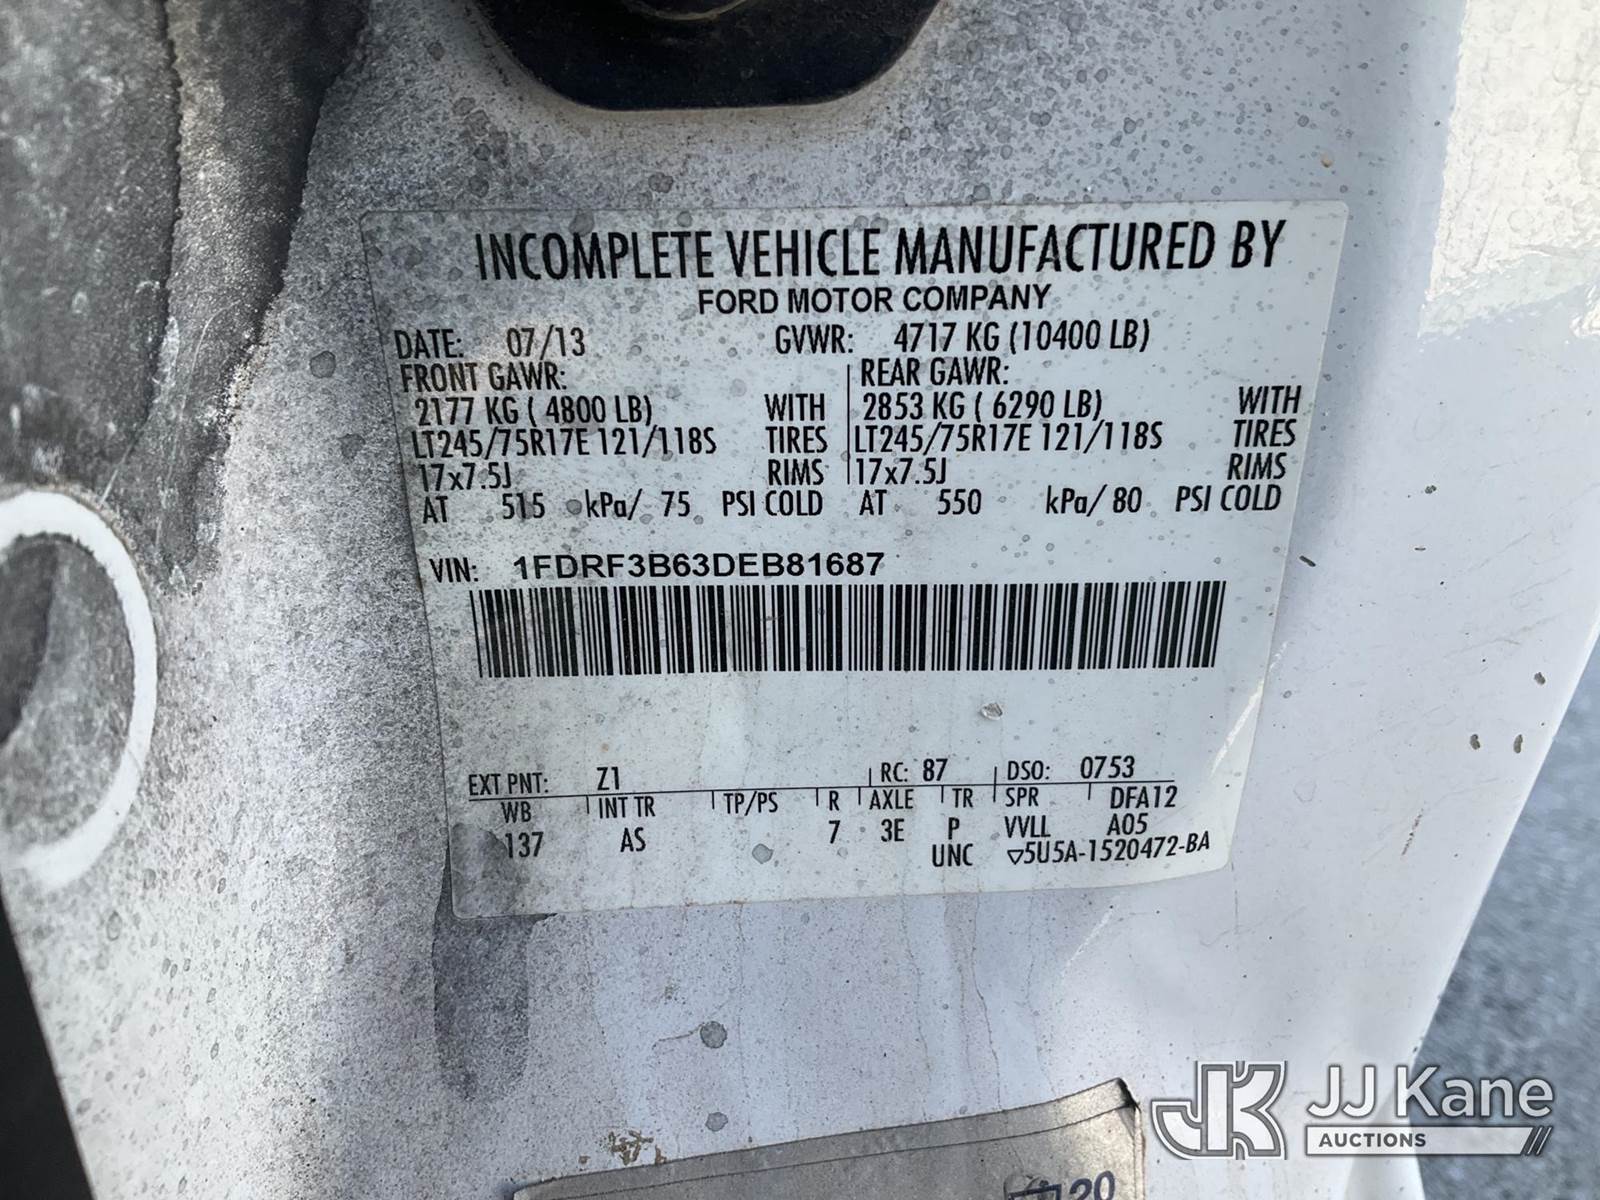 INCOMPLETE VEHICLE MANUFACTURED BY
FORD MOTOR COMPANY
DATE: 07/13 GVWR: 4717 KG (10400 LB)
FRONT GAWR: REAR GAWR:
2177 KG ( 4800 LB) WITH 2853 KG ( 6290 LB) WITH
LT245/75R17E 121/118S TIRES LT245/75R17E 121/118S TIRES
17x7.5J RIMS 17x7.5J RIMS
AT 515 kPa/ 75 PSI COLD AT 550 kPa/ 80 PSI COLD
VIN: 1FDRF3B63DEB81687
EXT PNT: Z1 RC: 87 DSO: 0753
WB INT TR TP/PS R AXLE TR SPR DFA12
137 AS 7 3E P VVLL A05
UNC ▽5U5A-1520472-BA
20
JK JJ Kane
AUCTIONS